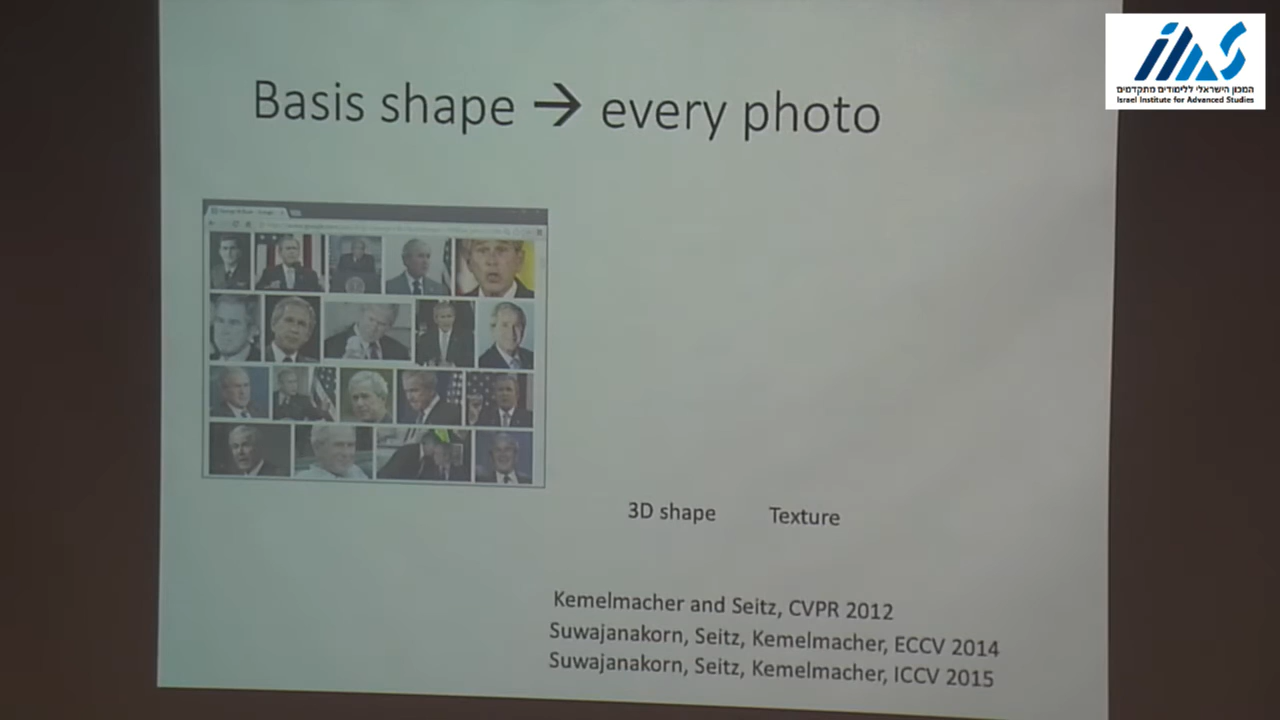 Basis shape → every photo
המכון הישראלי ללימודים מתקדמים
Israel Institute for Advanced Studies
3D shape
Texture
Kemelmacher and Seitz, CVPR 2012
Suwajanakorn, Seitz, Kemelmacher, ECCV 2014
Suwajanakorn, Seitz, Kemelmacher, ICCV 2015